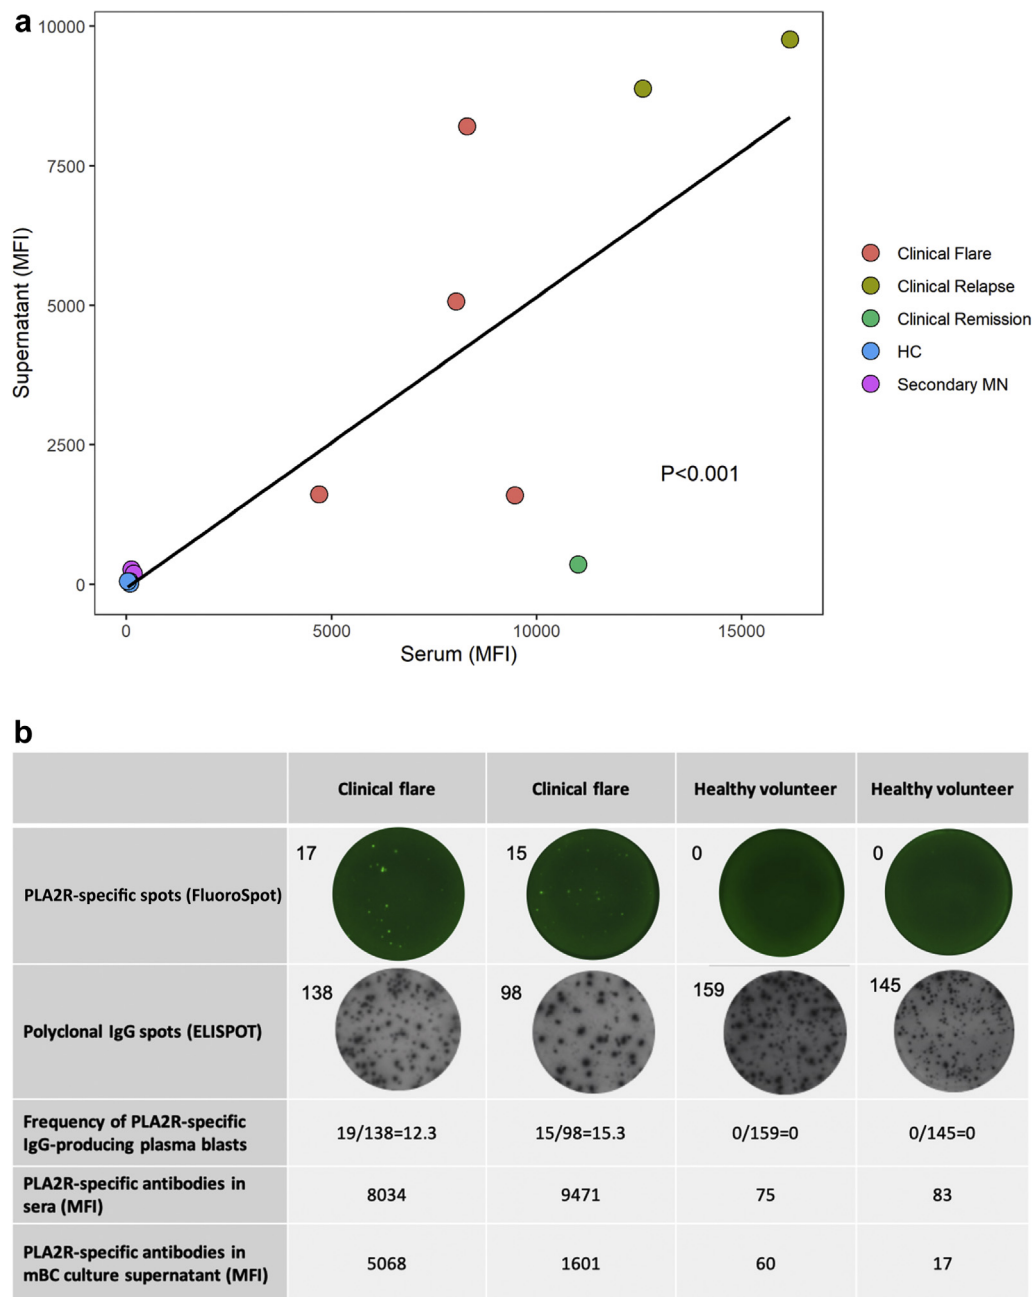 a
10000
7500
5000
2500
0
Supernatant (MFI)
P<0.001
0 5000 10000 15000
Serum (MFI)
Clinical Flare
Clinical Relapse
Clinical Remission
HC
Secondary MN
b
Clinical flare Clinical flare Healthy volunteer Healthy volunteer
PLA2R-specific spots (FluoroSpot) 17 15 0 0
Polyclonal IgG spots (ELISPOT) 138 98 159 145
Frequency of PLA2R-specific
IgG-producing plasma blasts 19/138=12.3 15/98=15.3 0/159=0 0/145=0
PLA2R-specific antibodies in
sera (MFI) 8034 9471 75 83
PLA2R-specific antibodies in
mBC culture supernatant (MFI) 5068 1601 60 17